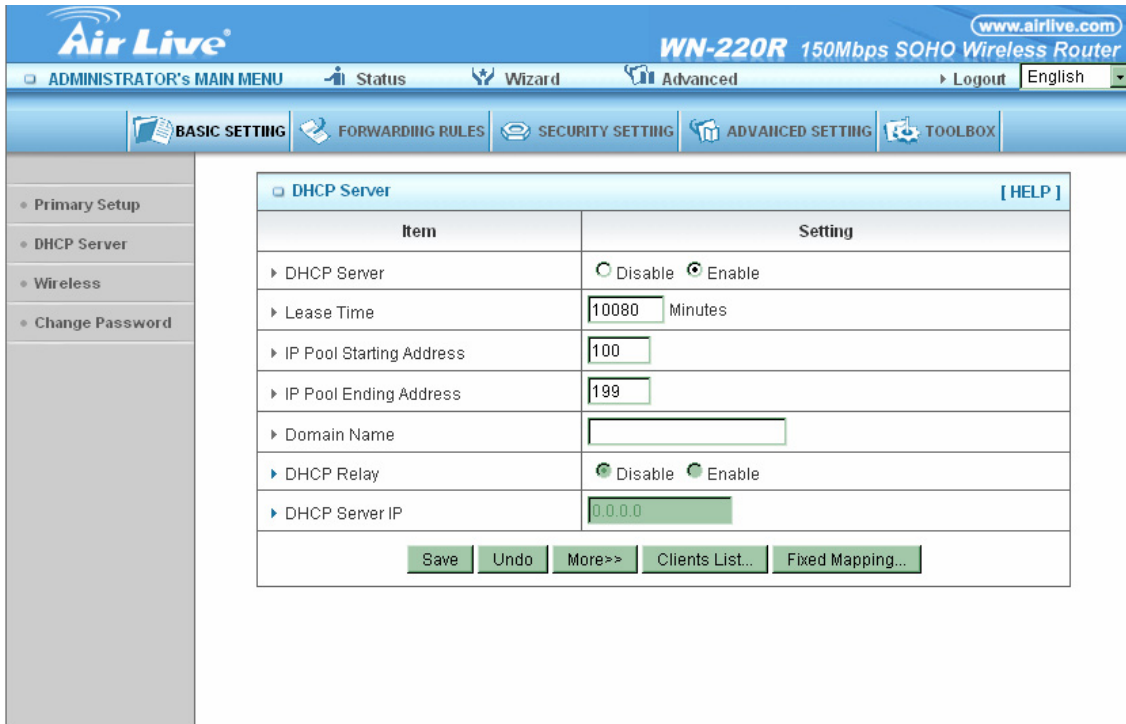 Air Live®
www.airlive.com
WN-220R 150Mbps SOHO Wireless Router
ADMINISTRATOR's MAIN MENU Status Wizard Advanced Logout English
BASIC SETTING FORWARDING RULES SECURITY SETTING ADVANCED SETTING TOOLBOX
Primary Setup
DHCP Server
Wireless
Change Password
DHCP Server [ HELP ]
Item Setting
DHCP Server Disable Enable
Lease Time 10080 Minutes
IP Pool Starting Address 100
IP Pool Ending Address 199
Domain Name
DHCP Relay Disable Enable
DHCP Server IP 0.0.0.0
Save Undo More>> Clients List... Fixed Mapping...